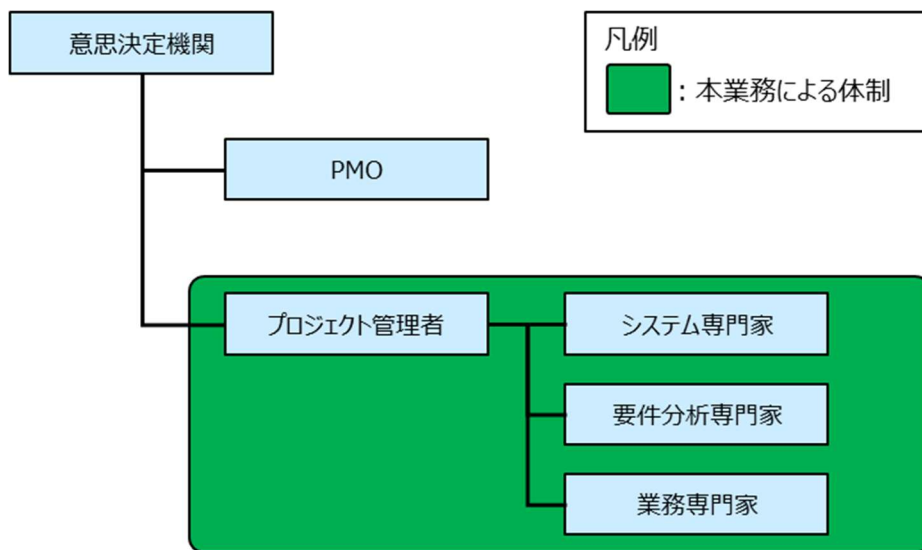 意思決定機関
凡例
：本業務による体制
PMO
プロジェクト管理者
システム専門家
要件分析専門家
業務専門家